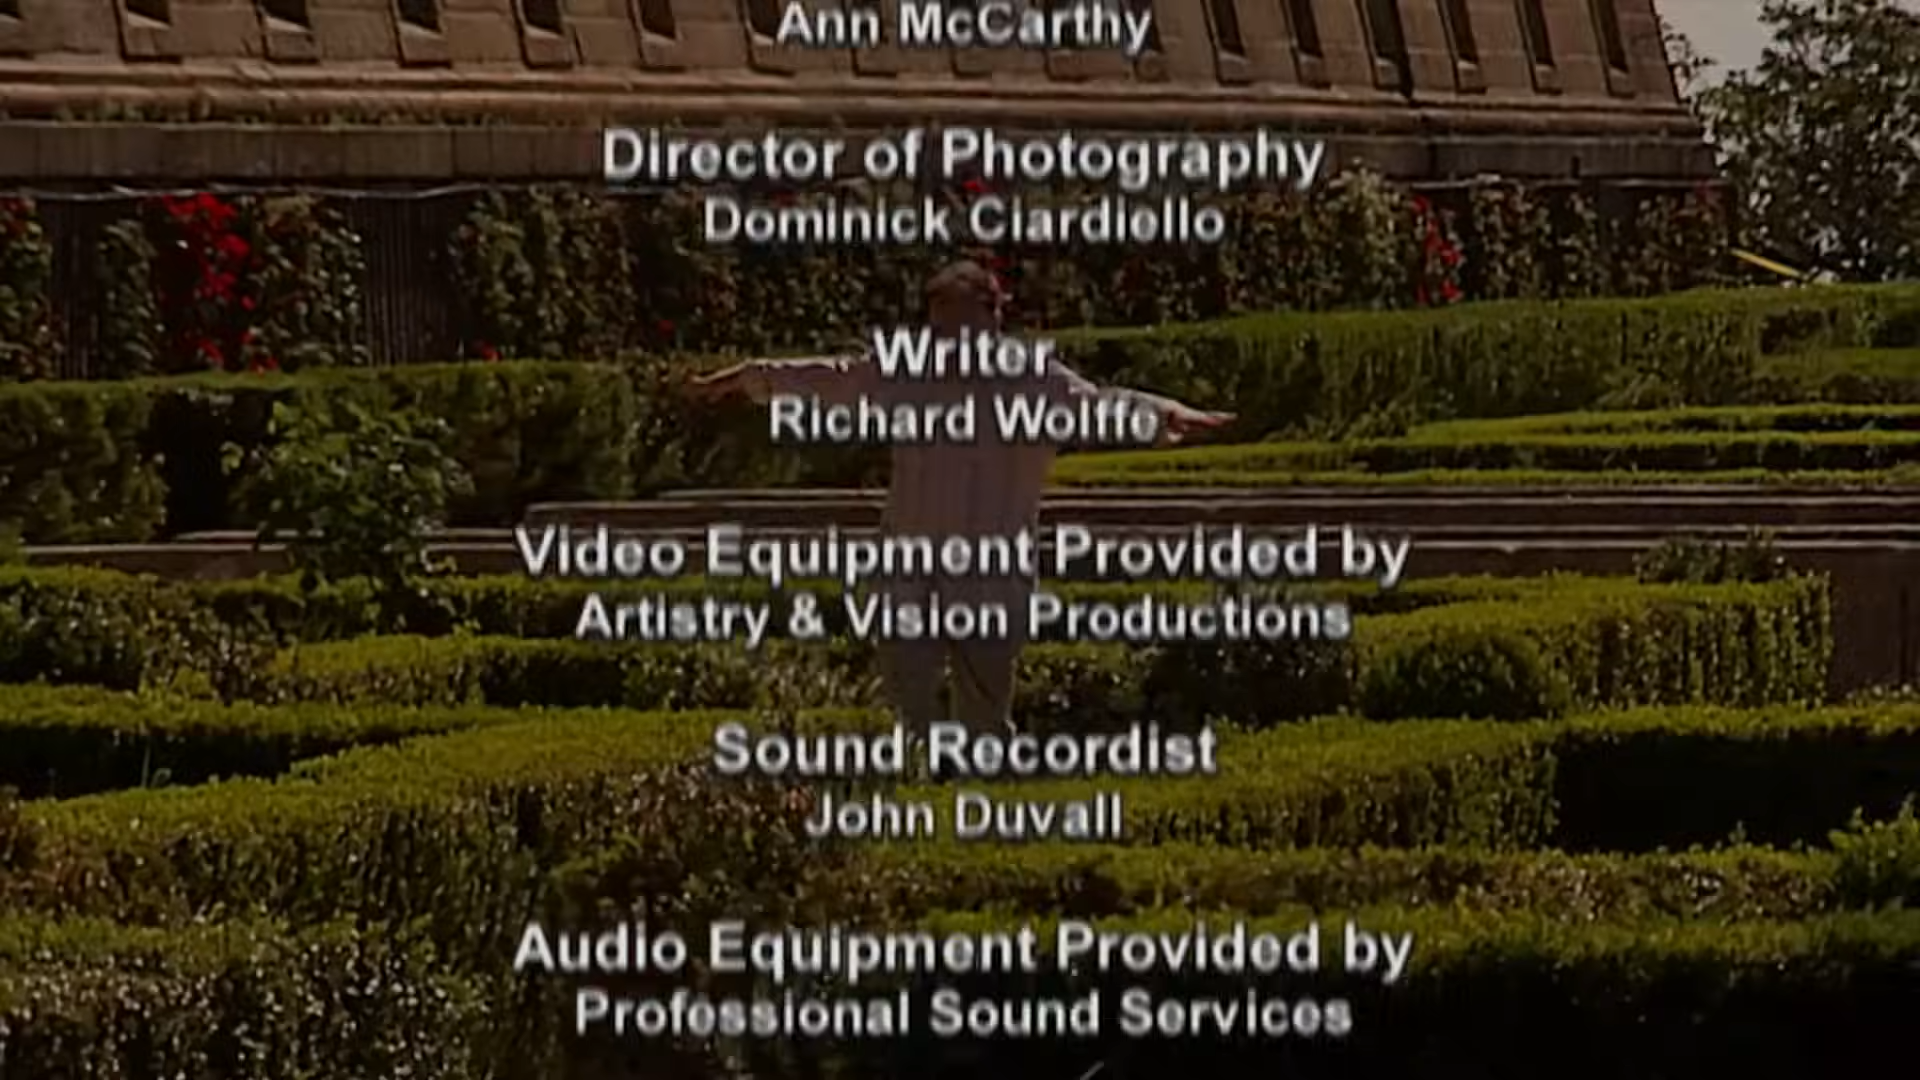 Ann McCarthy
Director of Photography
Dominick Ciardiello
Writer
Richard Wolffe
Video Equipment Provided by
Artistry & Vision Productions
Sound Recordist
John Duvall
Audio Equipment Provided by
Professional Sound Services